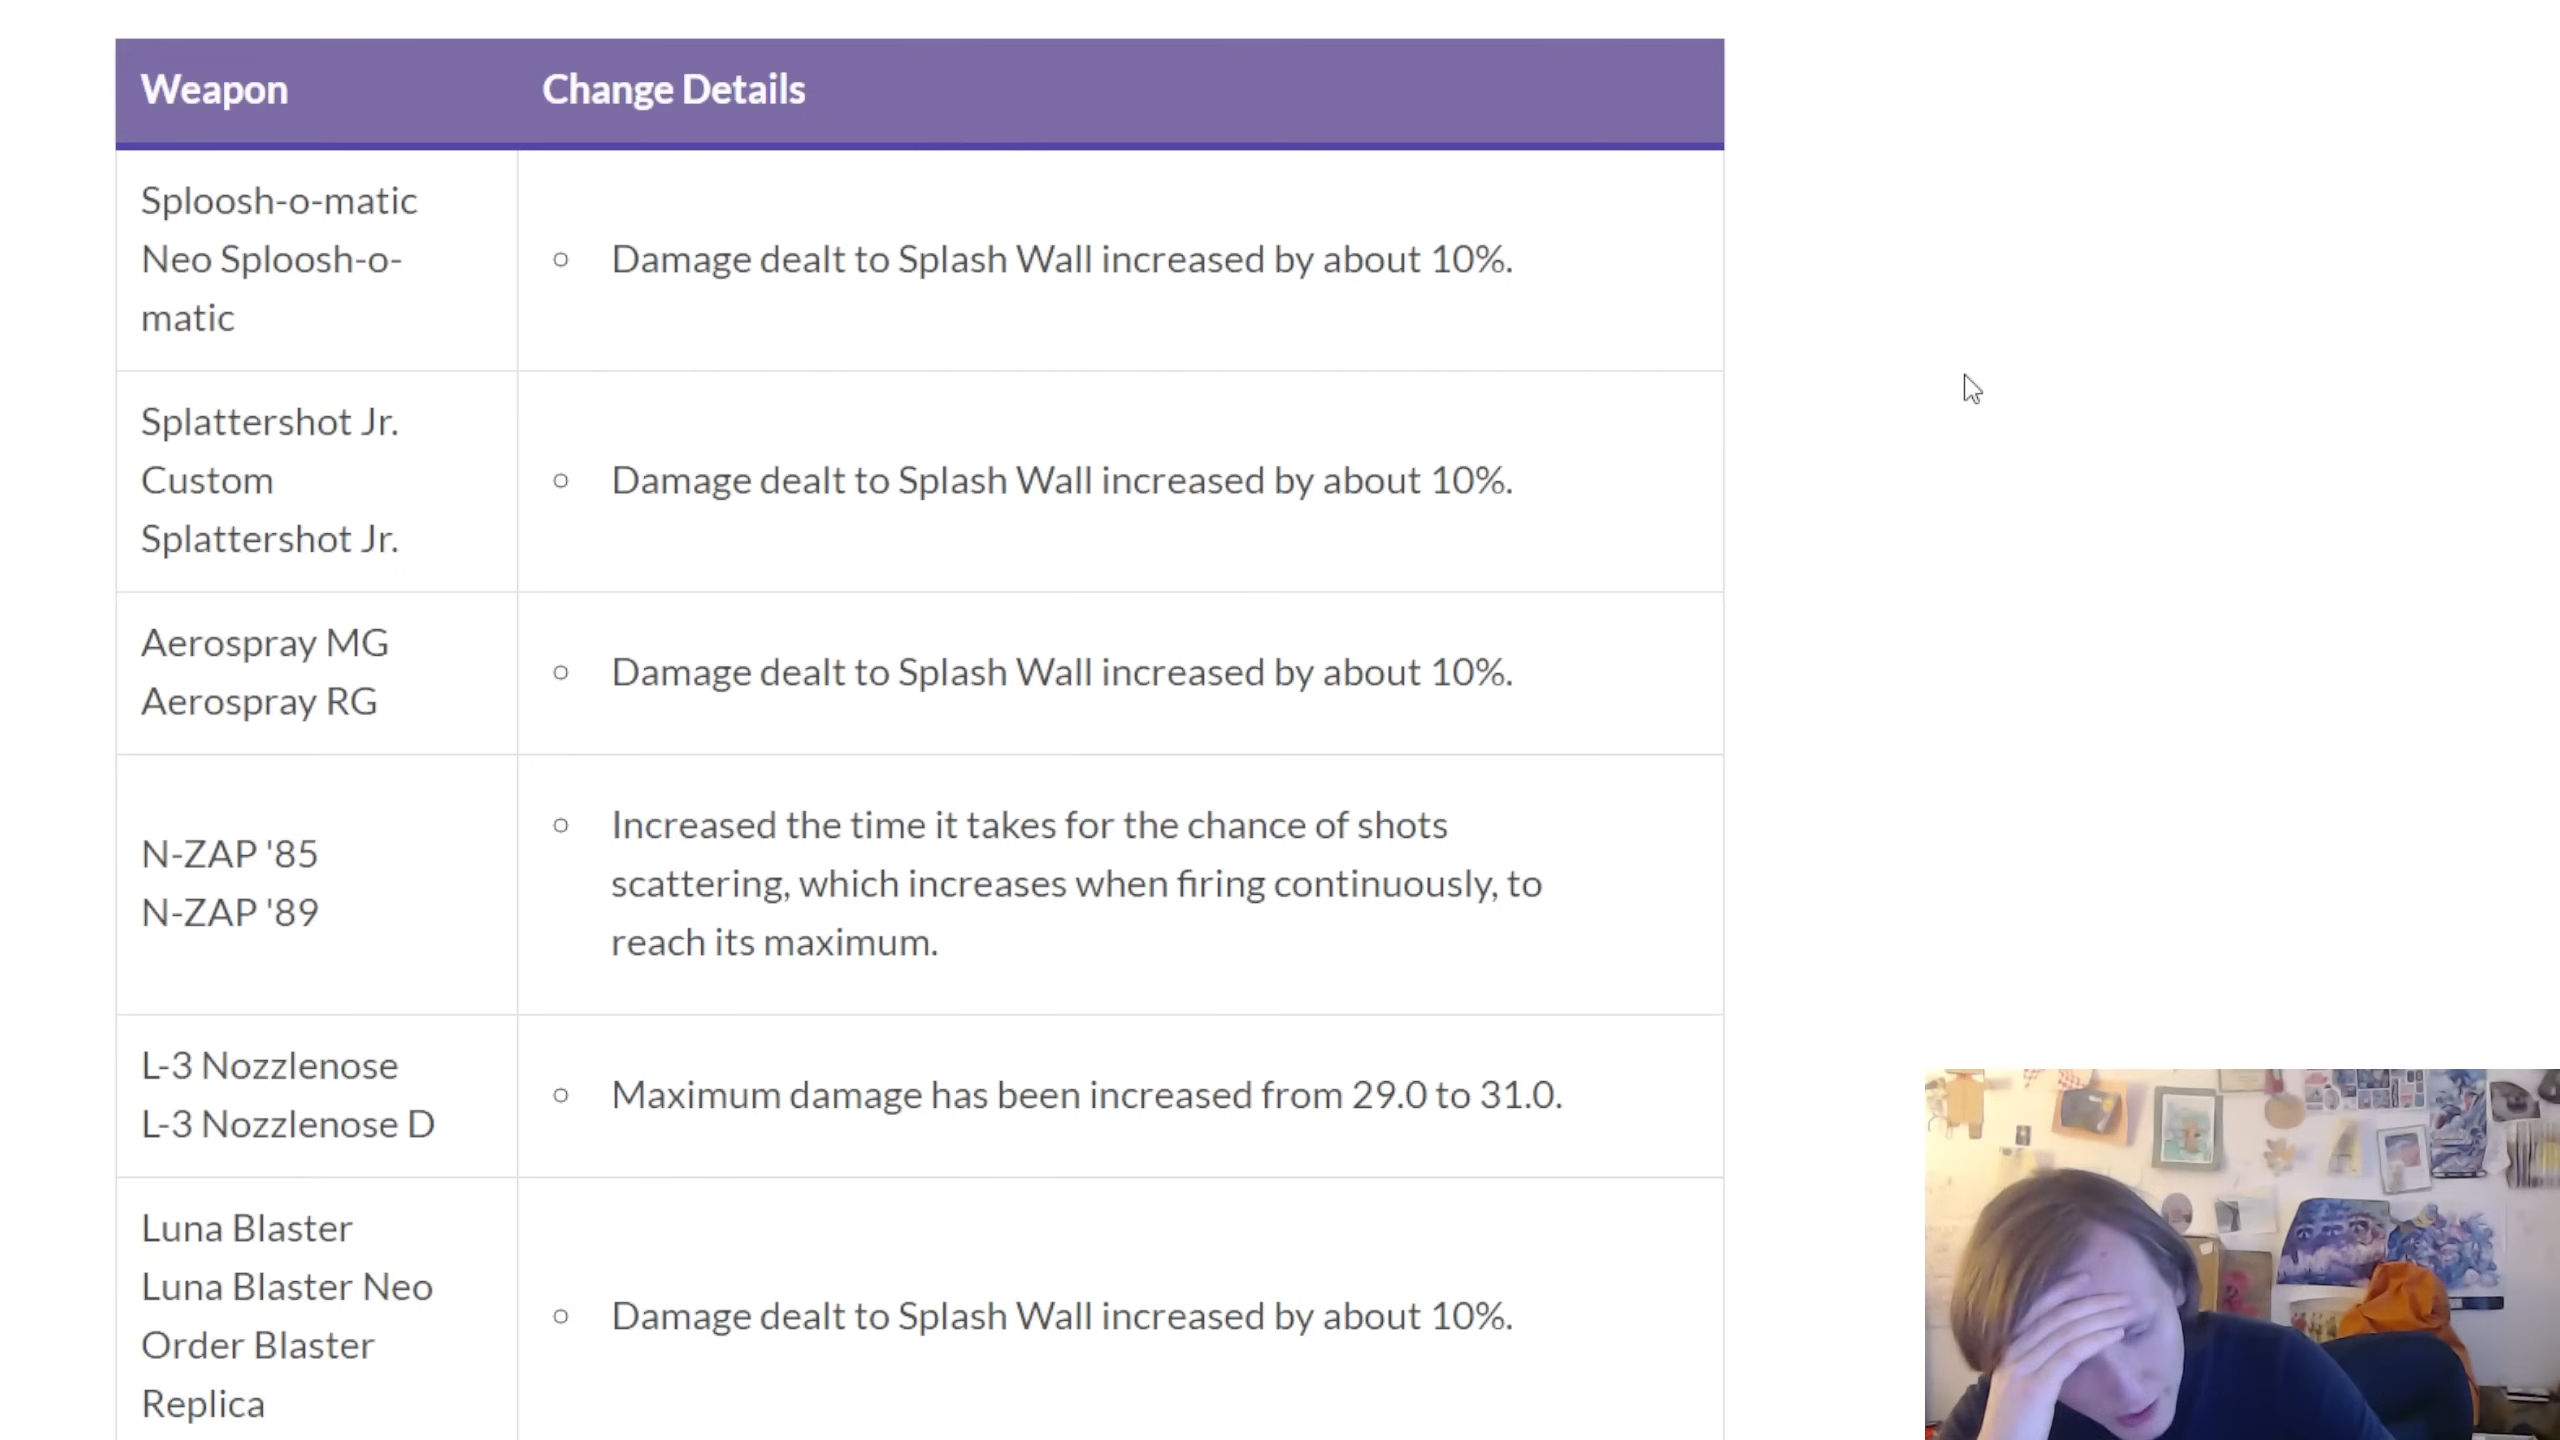 Weapon
Change Details
Sploosh-o-matic
Neo Sploosh-o-
matic
Damage dealt to Splash Wall increased by about 10%.
Splattershot Jr.
Custom
Splattershot Jr.
Damage dealt to Splash Wall increased by about 10%.
Aerospray MG
Aerospray RG
Damage dealt to Splash Wall increased by about 10%.
N-ZAP '85
N-ZAP '89
Increased the time it takes for the chance of shots
scattering, which increases when firing continuously, to
reach its maximum.
L-3 Nozzlenose
L-3 Nozzlenose D
Maximum damage has been increased from 29.0 to 31.0.
Luna Blaster
Luna Blaster Neo
Order Blaster
Replica
Damage dealt to Splash Wall increased by about 10%.